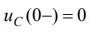 u_C(0−) = 0